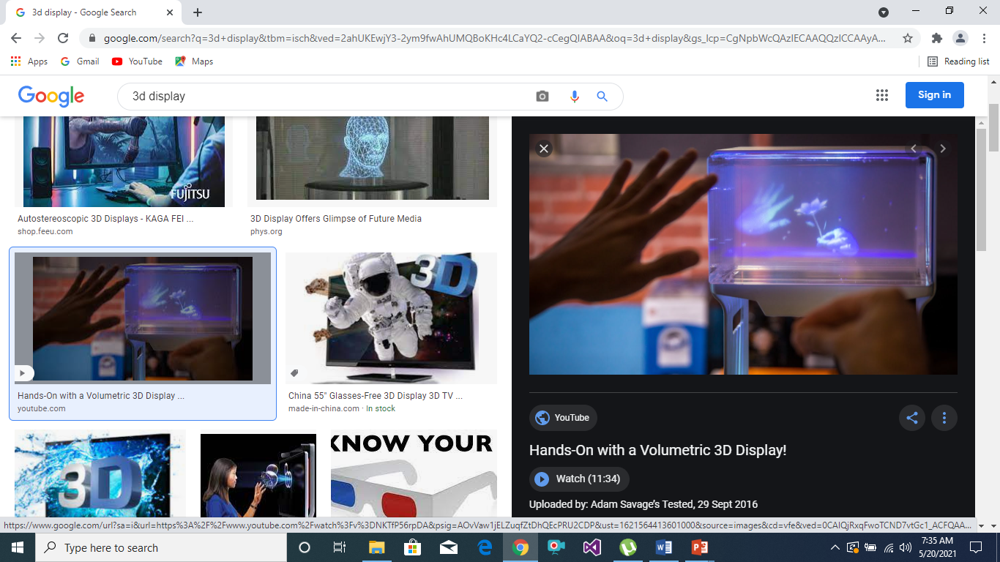 3d display - Google Search
google.com/search?q=3d+display&tbm=isch&ved=2ahUKEwjY3-2ym9fwAhUMQBoKHc4LCaYQ2-cCegQIABAA&oq=3d+display&gs_lcp=CgNpbWcQAzIECAAQQzICCAAyA...
Apps
Gmail
YouTube
Maps
Reading list
Google
3d display
Sign in
FUJITSU
Autostereoscopic 3D Displays - KAGA FEI ...
shop.feeu.com
3D Display Offers Glimpse of Future Media
phys.org
3D
Hands-On with a Volumetric 3D Display ...
youtube.com
China 55" Glasses-Free 3D Display 3D TV ...
made-in-china.com · In stock
3D
KNOW YOUR
YouTube
Hands-On with a Volumetric 3D Display!
Watch (11:34)
Uploaded by: Adam Savage's Tested, 29 Sept 2016
https://www.google.com/url?sa=i&url=https%3A%2F%2Fwww.youtube.com%2Fwatch%3Fv%3DNKTfP56rpDA&psig=AOvVaw1jELZuqfZtDhQEcPRU2CDP&ust=1621564413601000&source=images&cd=vfe&ved=0CAIQjRxqFwoTCND7vtGc1_ACFQAA...
Type here to search
7:35 AM
5/20/2021